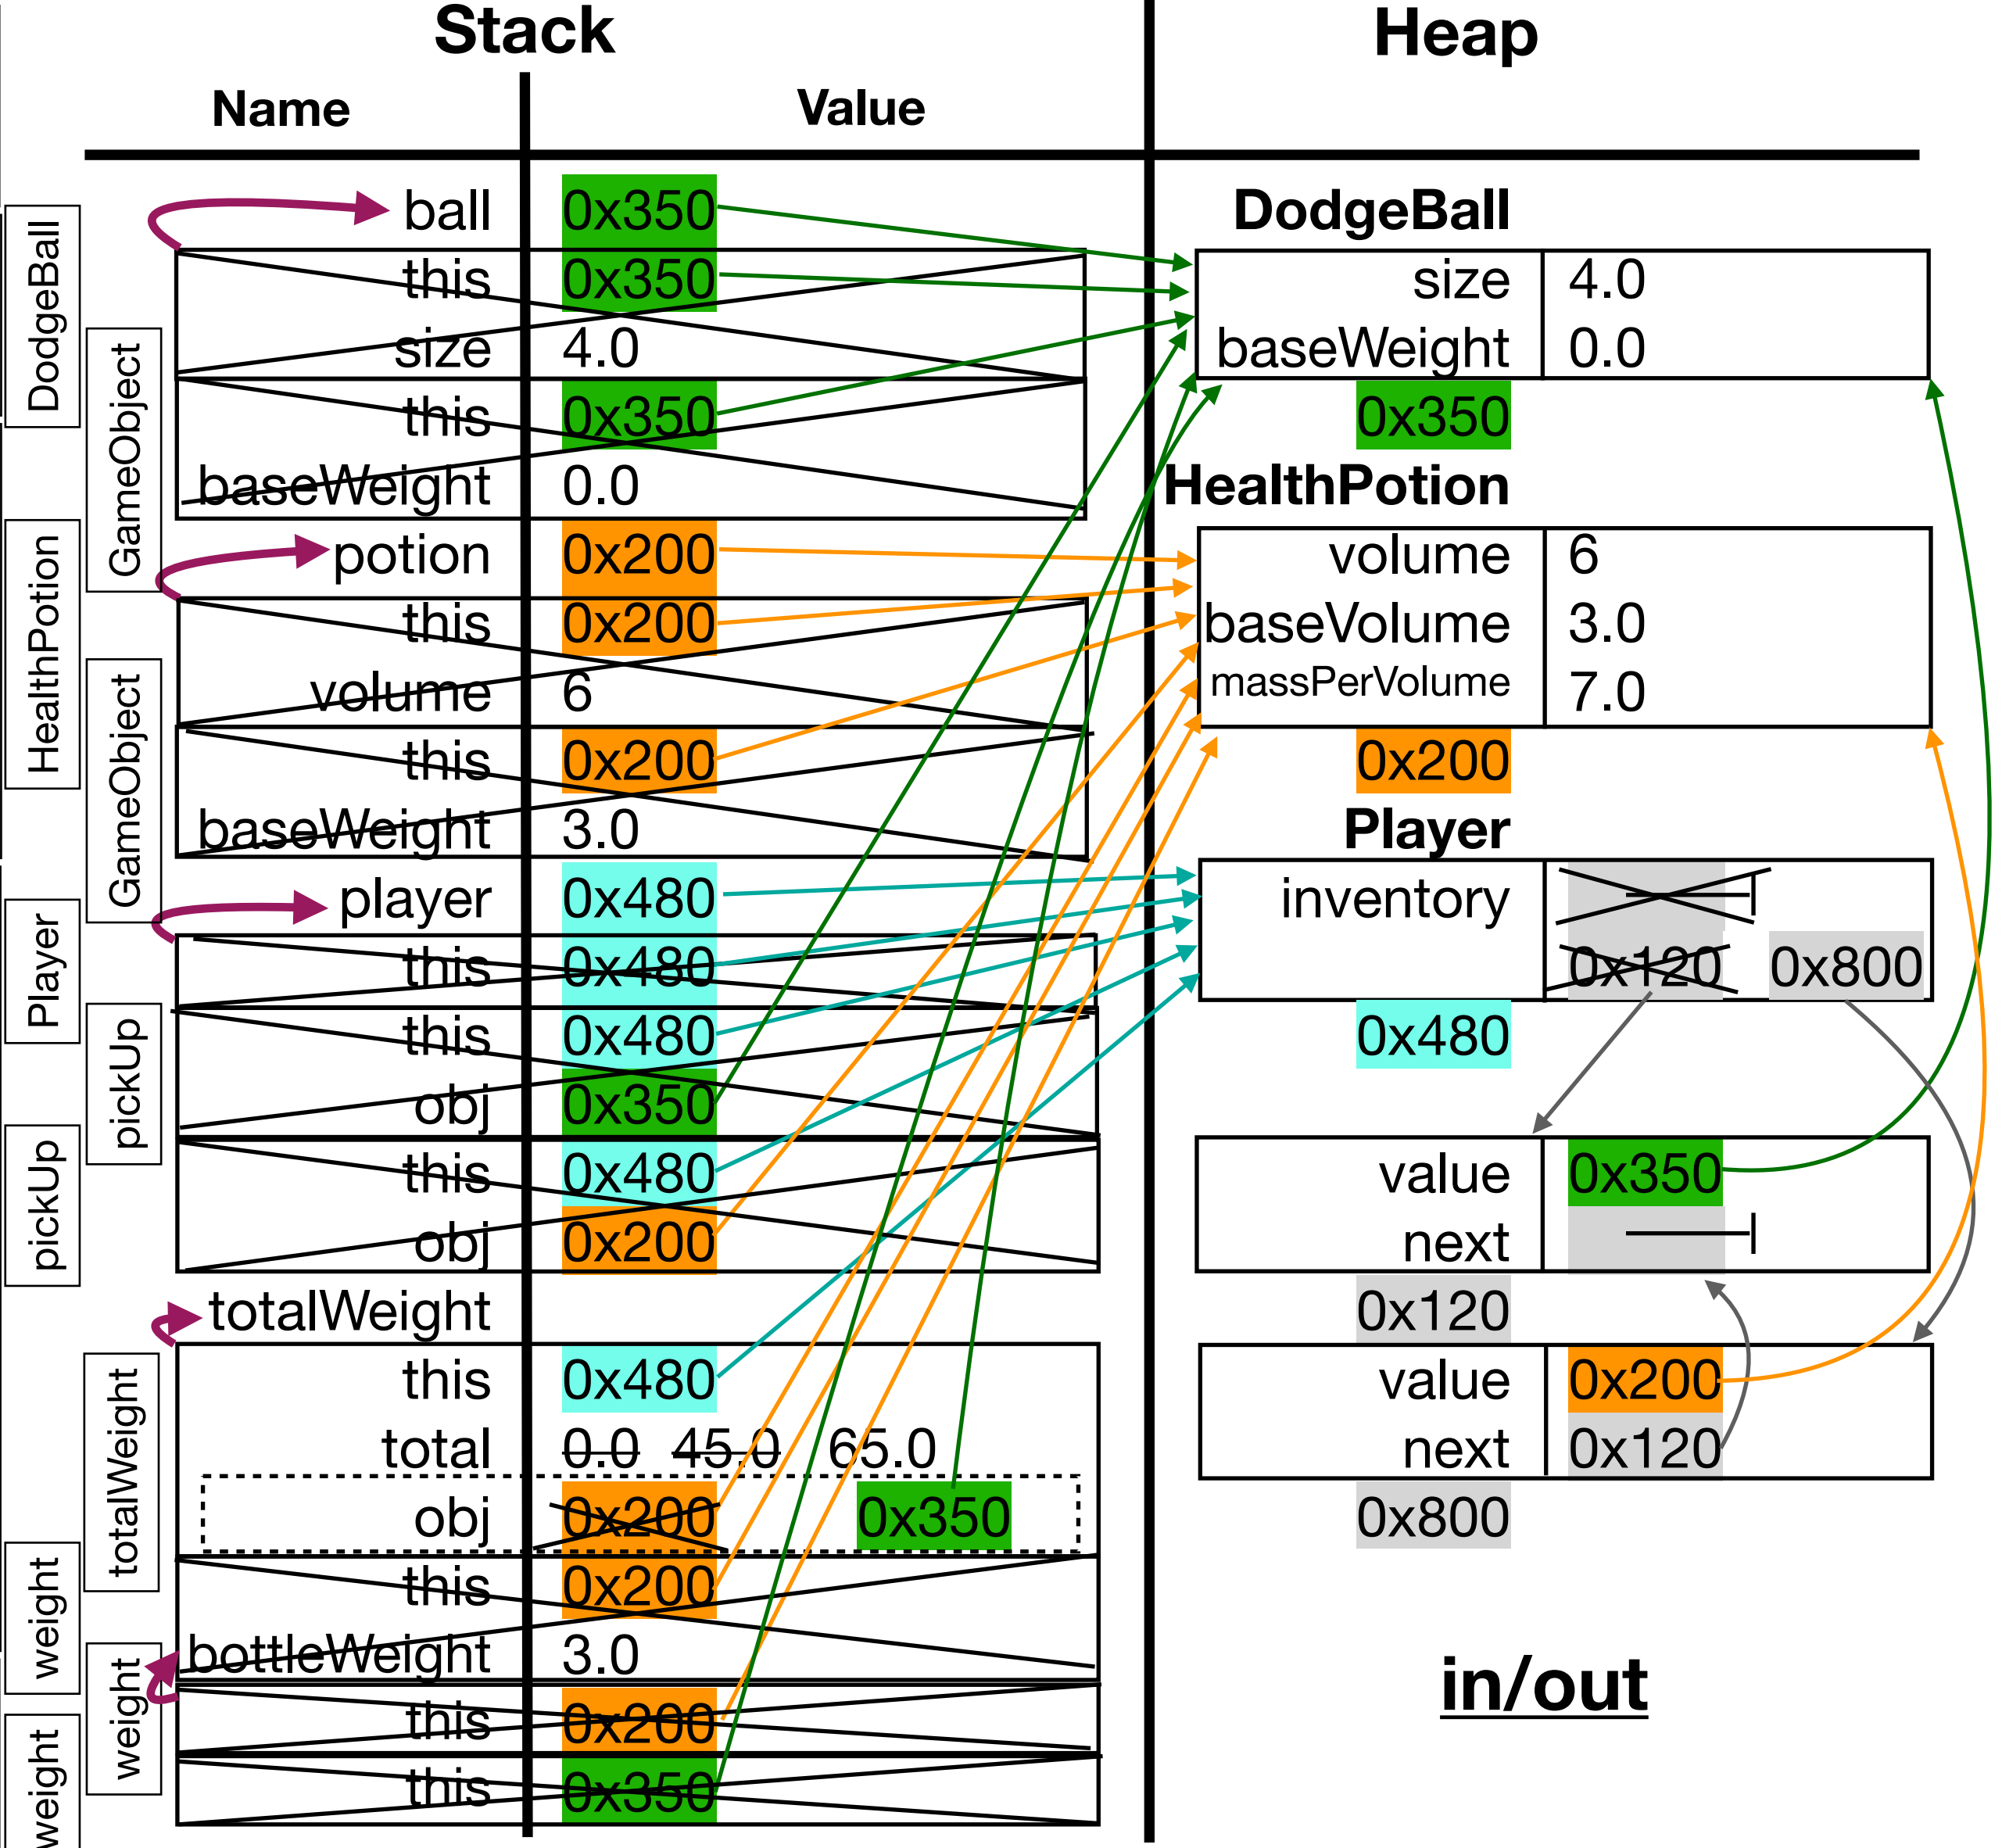 Stack
Heap
Name
Value
DodgeBall
GameObject
HealthPotion
GameObject
Player
pickUp
pickUp
totalWeight
weight
weight
weight
ball 0x350
this 0x350
size 4.0
this 0x350
baseWeight 0.0
potion 0x200
this 0x200
volume 6
this 0x200
baseWeight 3.0
player 0x480
this 0x480
this 0x480
obj 0x350
this 0x480
obj 0x200
totalWeight
this 0x480
total 0.0 45.0 65.0
obj 0x200 0x350
this 0x200
bottleWeight 3.0
this 0x200
this 0x350
DodgeBall
size 4.0
baseWeight 0.0
0x350
HealthPotion
volume 6
baseVolume 3.0
massPerVolume 7.0
0x200
Player
inventory
0x120 0x800
0x480
value 0x350
next
0x120
value 0x200
next 0x120
0x800
in/out